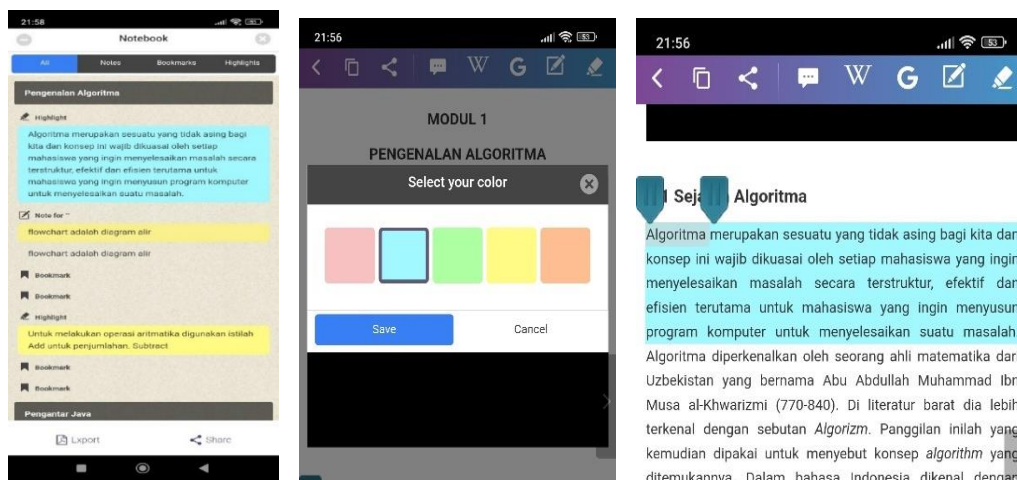 21:58
Notebook
All Notes Bookmarks Highlights
Pengenalan Algoritma
Highlight
Algoritma merupakan sesuatu yang tidak asing bagi
kita dan konsep ini wajib dikuasai oleh setiap
mahasiswa yang ingin menyelesaikan masalah secara
terstruktur, efektif dan efisien terutama untuk
mahasiswa yang ingin menyusun program komputer
untuk menyelesaikan suatu masalah.
Note for ""
flowchart adalah diagram alir
flowchart adalah diagram alir
Bookmark
Bookmark
Highlight
Untuk melakukan operasi aritmatika digunakan istilah
Add untuk penjumlahan, Subtract
Bookmark
Bookmark
Pengantar Java
Export Share
21:56 53
W G
MODUL 1
PENGENALAN ALGORITMA
Select your color
Save Cancel
21:56 53
W G
Algoritma
Algoritma merupakan sesuatu yang tidak asing bagi kita dan
konsep ini wajib dikuasai oleh setiap mahasiswa yang ingin
menyelesaikan masalah secara terstruktur, efektif dan
efisien terutama untuk mahasiswa yang ingin menyusun
program komputer untuk menyelesaikan suatu masalah.
Algoritma diperkenalkan oleh seorang ahli matematika dari
Uzbekistan yang bernama Abu Abdullah Muhammad Ibn
Musa al-Khwarizmi (770-840). Di literatur barat dia lebih
terkenal dengan sebutan Algorizm. Panggilan inilah yang
kemudian dipakai untuk menyebut konsep algorithm yang
ditemukannya. Dalam bahasa Indonesia dikenal dengan